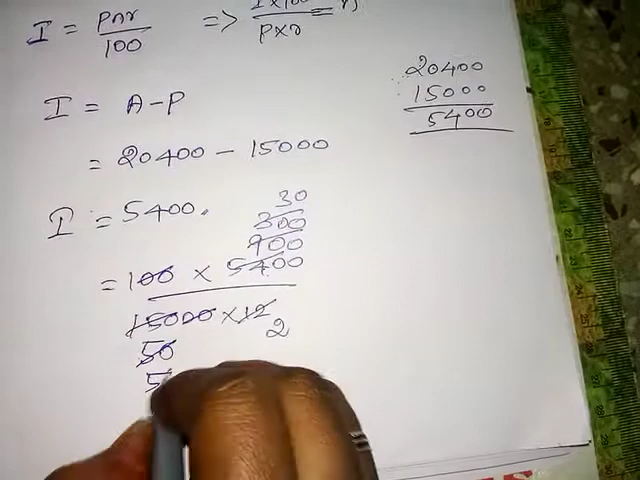 I = pnr/100 => I x 100/p x r = n
I = A - P
= 20400 - 15000
20400
15000
5400
I = 5400.
30
300
900
= 100 x 5400
15000 x 12
2
50